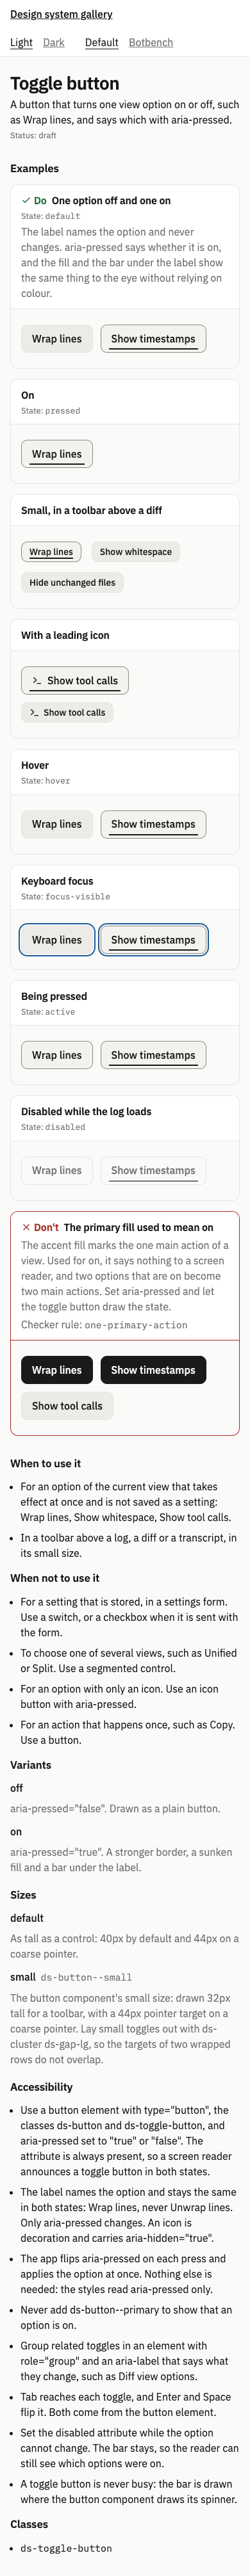 Design system gallery
Light Dark Default Botbench
Toggle button
A button that turns one view option on or off, such
as Wrap lines, and says which with aria-pressed.
Status: draft
Examples
Do One option off and one on
State: default
The label names the option and never
changes. aria-pressed says whether it is on,
and the fill and the bar under the label show
the same thing to the eye without relying on
colour.
Wrap lines Show timestamps
On
State: pressed
Wrap lines
Small, in a toolbar above a diff
Wrap lines Show whitespace
Hide unchanged files
With a leading icon
Show tool calls
Show tool calls
Hover
State: hover
Wrap lines Show timestamps
Keyboard focus
State: focus-visible
Wrap lines Show timestamps
Being pressed
State: active
Wrap lines Show timestamps
Disabled while the log loads
State: disabled
Wrap lines Show timestamps
Don't The primary fill used to mean on
The accent fill marks the one main action of a
view. Used for on, it says nothing to a screen
reader, and two options that are on become
two main actions. Set aria-pressed and let
the toggle button draw the state.
Checker rule: one-primary-action
Wrap lines Show timestamps
Show tool calls
When to use it
• For an option of the current view that takes
effect at once and is not saved as a setting:
Wrap lines, Show whitespace, Show tool calls.
• In a toolbar above a log, a diff or a transcript, in
its small size.
When not to use it
• For a setting that is stored, in a settings form.
Use a switch, or a checkbox when it is sent with
the form.
• To choose one of several views, such as Unified
or Split. Use a segmented control.
• For an option with only an icon. Use an icon
button with aria-pressed.
• For an action that happens once, such as Copy.
Use a button.
Variants
off
aria-pressed="false". Drawn as a plain button.
on
aria-pressed="true". A stronger border, a sunken
fill and a bar under the label.
Sizes
default
As tall as a control: 40px by default and 44px on a
coarse pointer.
small ds-button--small
The button component's small size: drawn 32px
tall for a toolbar, with a 44px pointer target on a
coarse pointer. Lay small toggles out with ds-
cluster ds-gap-lg, so the targets of two wrapped
rows do not overlap.
Accessibility
• Use a button element with type="button", the
classes ds-button and ds-toggle-button, and
aria-pressed set to "true" or "false". The
attribute is always present, so a screen reader
announces a toggle button in both states.
• The label names the option and stays the same
in both states: Wrap lines, never Unwrap lines.
Only aria-pressed changes. An icon is
decoration and carries aria-hidden="true".
• The app flips aria-pressed on each press and
applies the option at once. Nothing else is
needed: the styles read aria-pressed only.
• Never add ds-button--primary to show that an
option is on.
• Group related toggles in an element with
role="group" and an aria-label that says what
they change, such as Diff view options.
• Tab reaches each toggle, and Enter and Space
flip it. Both come from the button element.
• Set the disabled attribute while the option
cannot change. The bar stays, so the reader can
still see which options were on.
• A toggle button is never busy: the bar is drawn
where the button component draws its spinner.
Classes
• ds-toggle-button